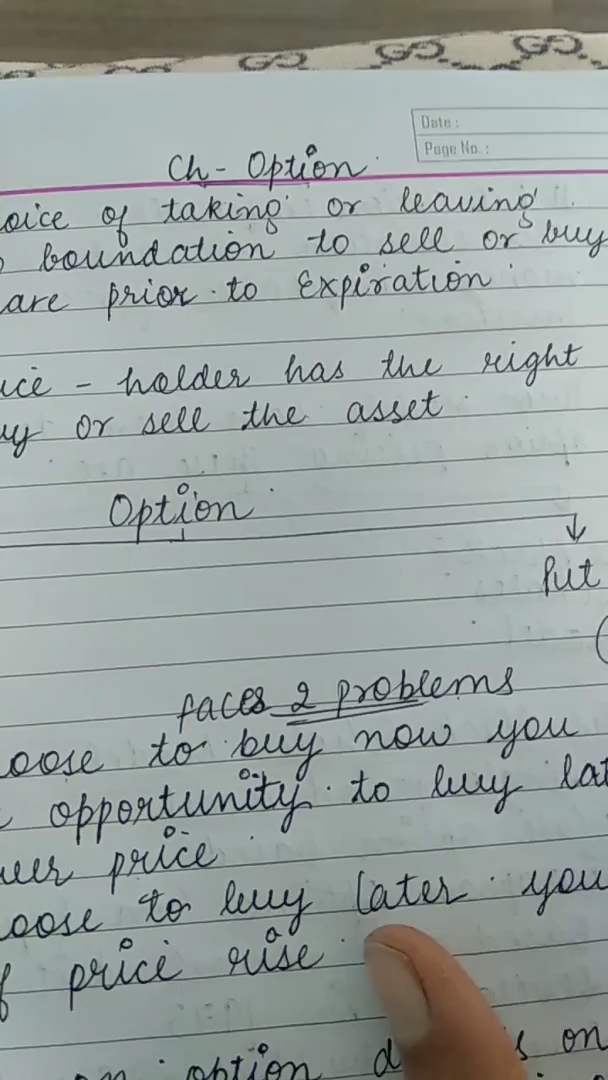 Date :
Page No. :
Ch - Option
oice of taking or leaving
boundation to sell or buy
are prior to Expiration
uce - holder has the right
uy or sell the asset
Option
Put
faces 2 problems
oose to buy now you
opportunity to buy lat
wer price
oose to buy later you
f price rise
option d s on